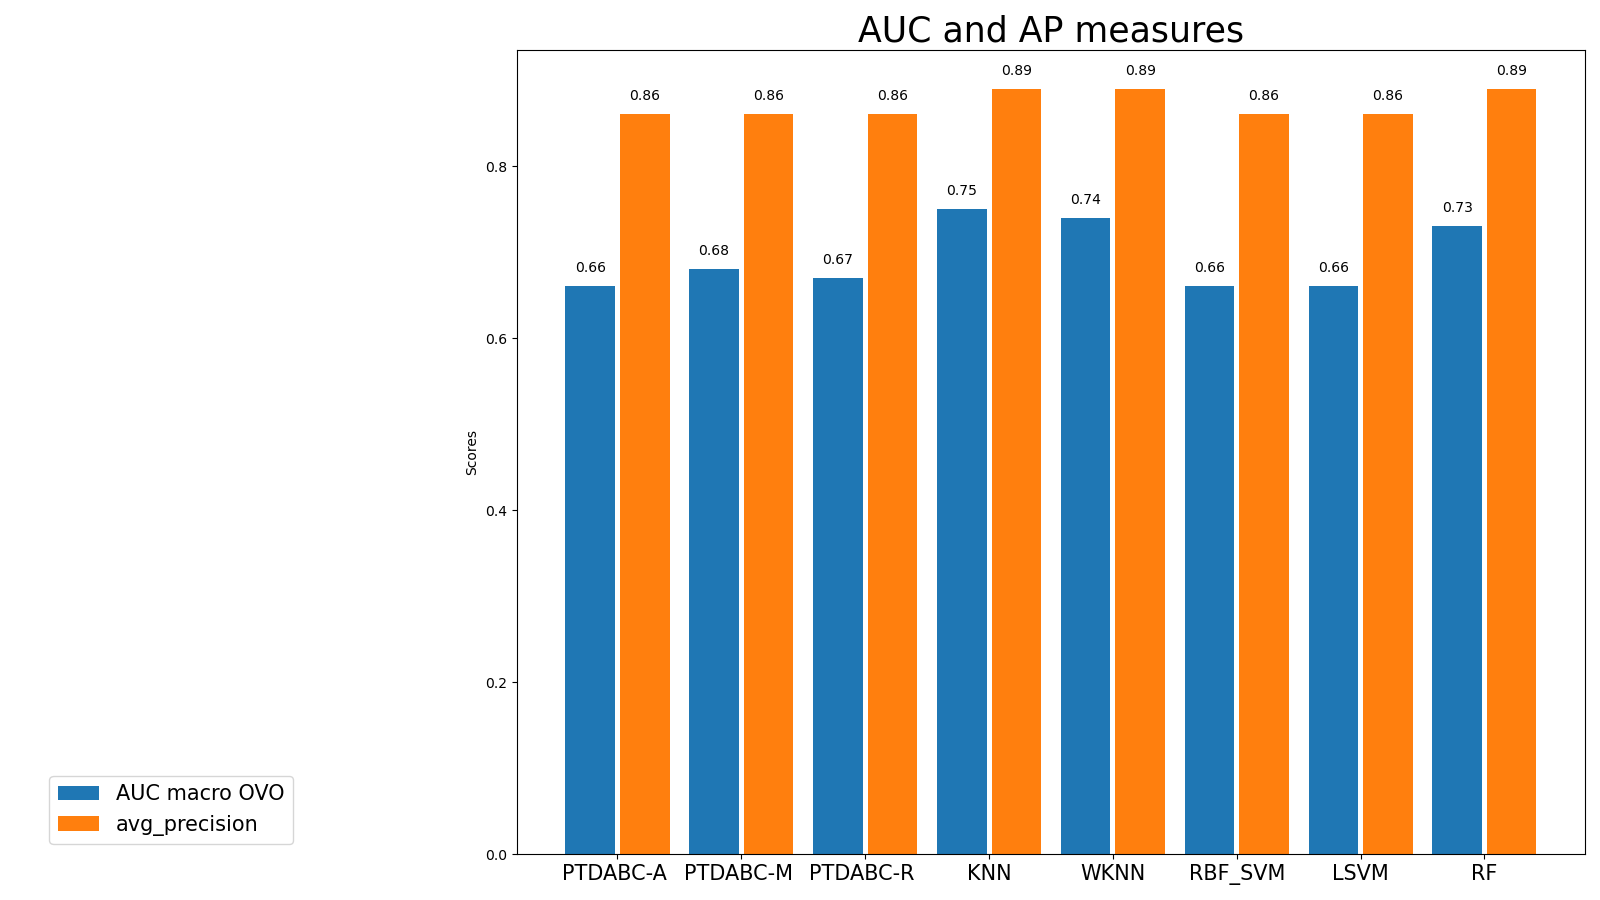 AUC and AP measures
0.89 0.89 0.89
0.86 0.86 0.86 0.86 0.86
0.8
0.75 0.74 0.73
0.68 0.67
0.66 0.66 0.66
0.6
Scores
0.4
0.2
0.0
PTDABC-A PTDABC-M PTDABC-R KNN WKNN RBF_SVM LSVM RF
AUC macro OVO
avg_precision